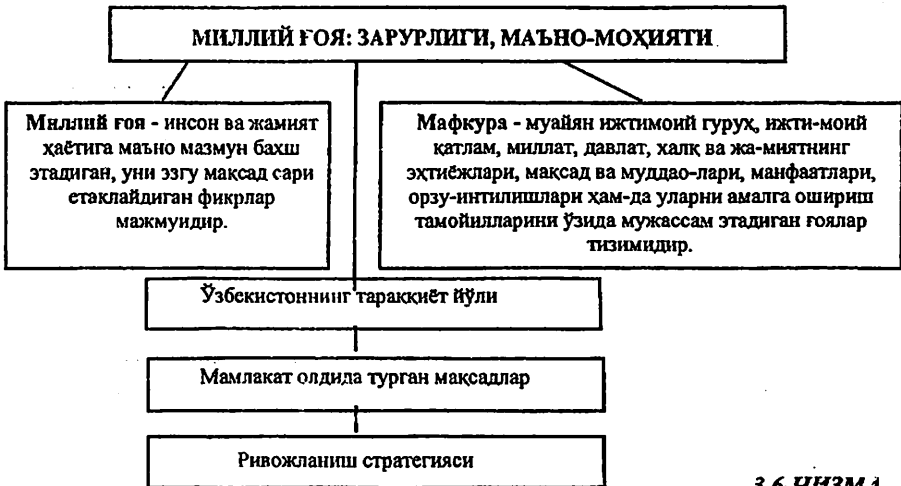 МИЛЛИЙ ҒОЯ: ЗАРУРЛИГИ, МАЪНО-МОҲИЯТИ
Миллий ғоя - инсон ва жамият
ҳаётига маъно мазмун бахш
этадиган, уни эзгу мақсад сари
етаклайдиган фикрлар
мажмуидир.
Мафкура - муайян ижтимоий гуруҳ, ижти-моий
қатлам, миллат, давлат, халқ ва жа-миятнинг
эҳтиёжлари, мақсад ва муддао-лари, манфаатлари,
орзу-интилишлари ҳам-да уларни амалга ошириш
тамойилларини ўзида мужассам этадиган ғоялар
тизимидир.
Ўзбекистоннинг тараққиёт йўли
Мамлакат олдида турган мақсадлар
Ривожланиш стратегияси
3.6